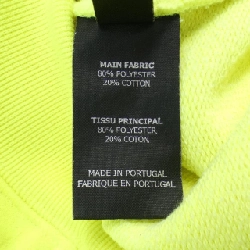 MAIN FABRIC
80% POLYESTER
20% COTTON
TISSU PRINCIPAL
80% POLYESTER
20% COTON
MADE IN PORTUGAL
FABRIQUE EN PORTUGAL